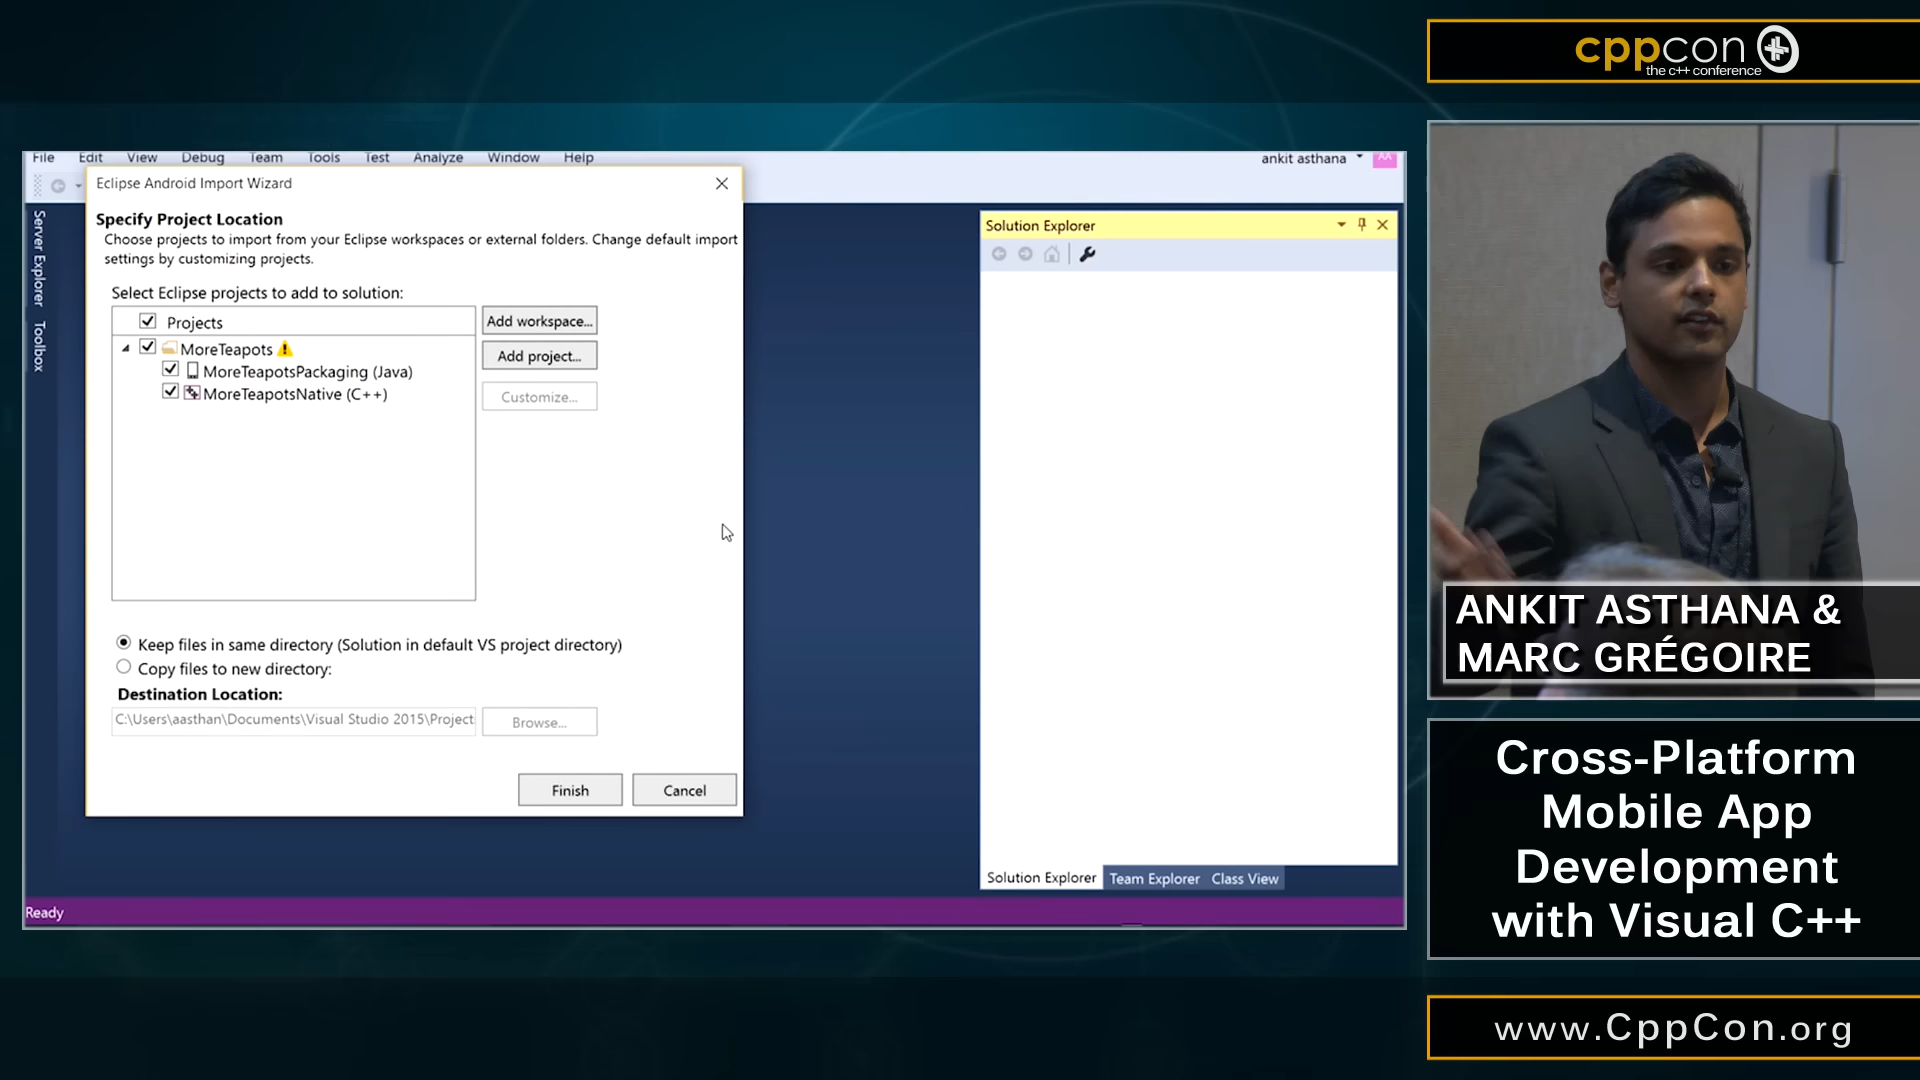 cppcon
the c++ conference
File Edit View Debug Team Tools Test Analyze Window Help
ankit asthana
AA
Eclipse Android Import Wizard
Specify Project Location
Choose projects to import from your Eclipse workspaces or external folders. Change default import
settings by customizing projects.
Select Eclipse projects to add to solution:
Projects
MoreTeapots
MoreTeapotsPackaging (Java)
MoreTeapotsNative (C++)
Add workspace...
Add project...
Customize...
Keep files in same directory (Solution in default VS project directory)
Copy files to new directory:
Destination Location:
C:\Users\aasthan\Documents\Visual Studio 2015\Project
Browse...
Finish
Cancel
Server Explorer
Toolbox
Solution Explorer
Solution Explorer Team Explorer Class View
Ready
ANKIT ASTHANA &
MARC GRÉGOIRE
Cross-Platform
Mobile App
Development
with Visual C++
www.CppCon.org